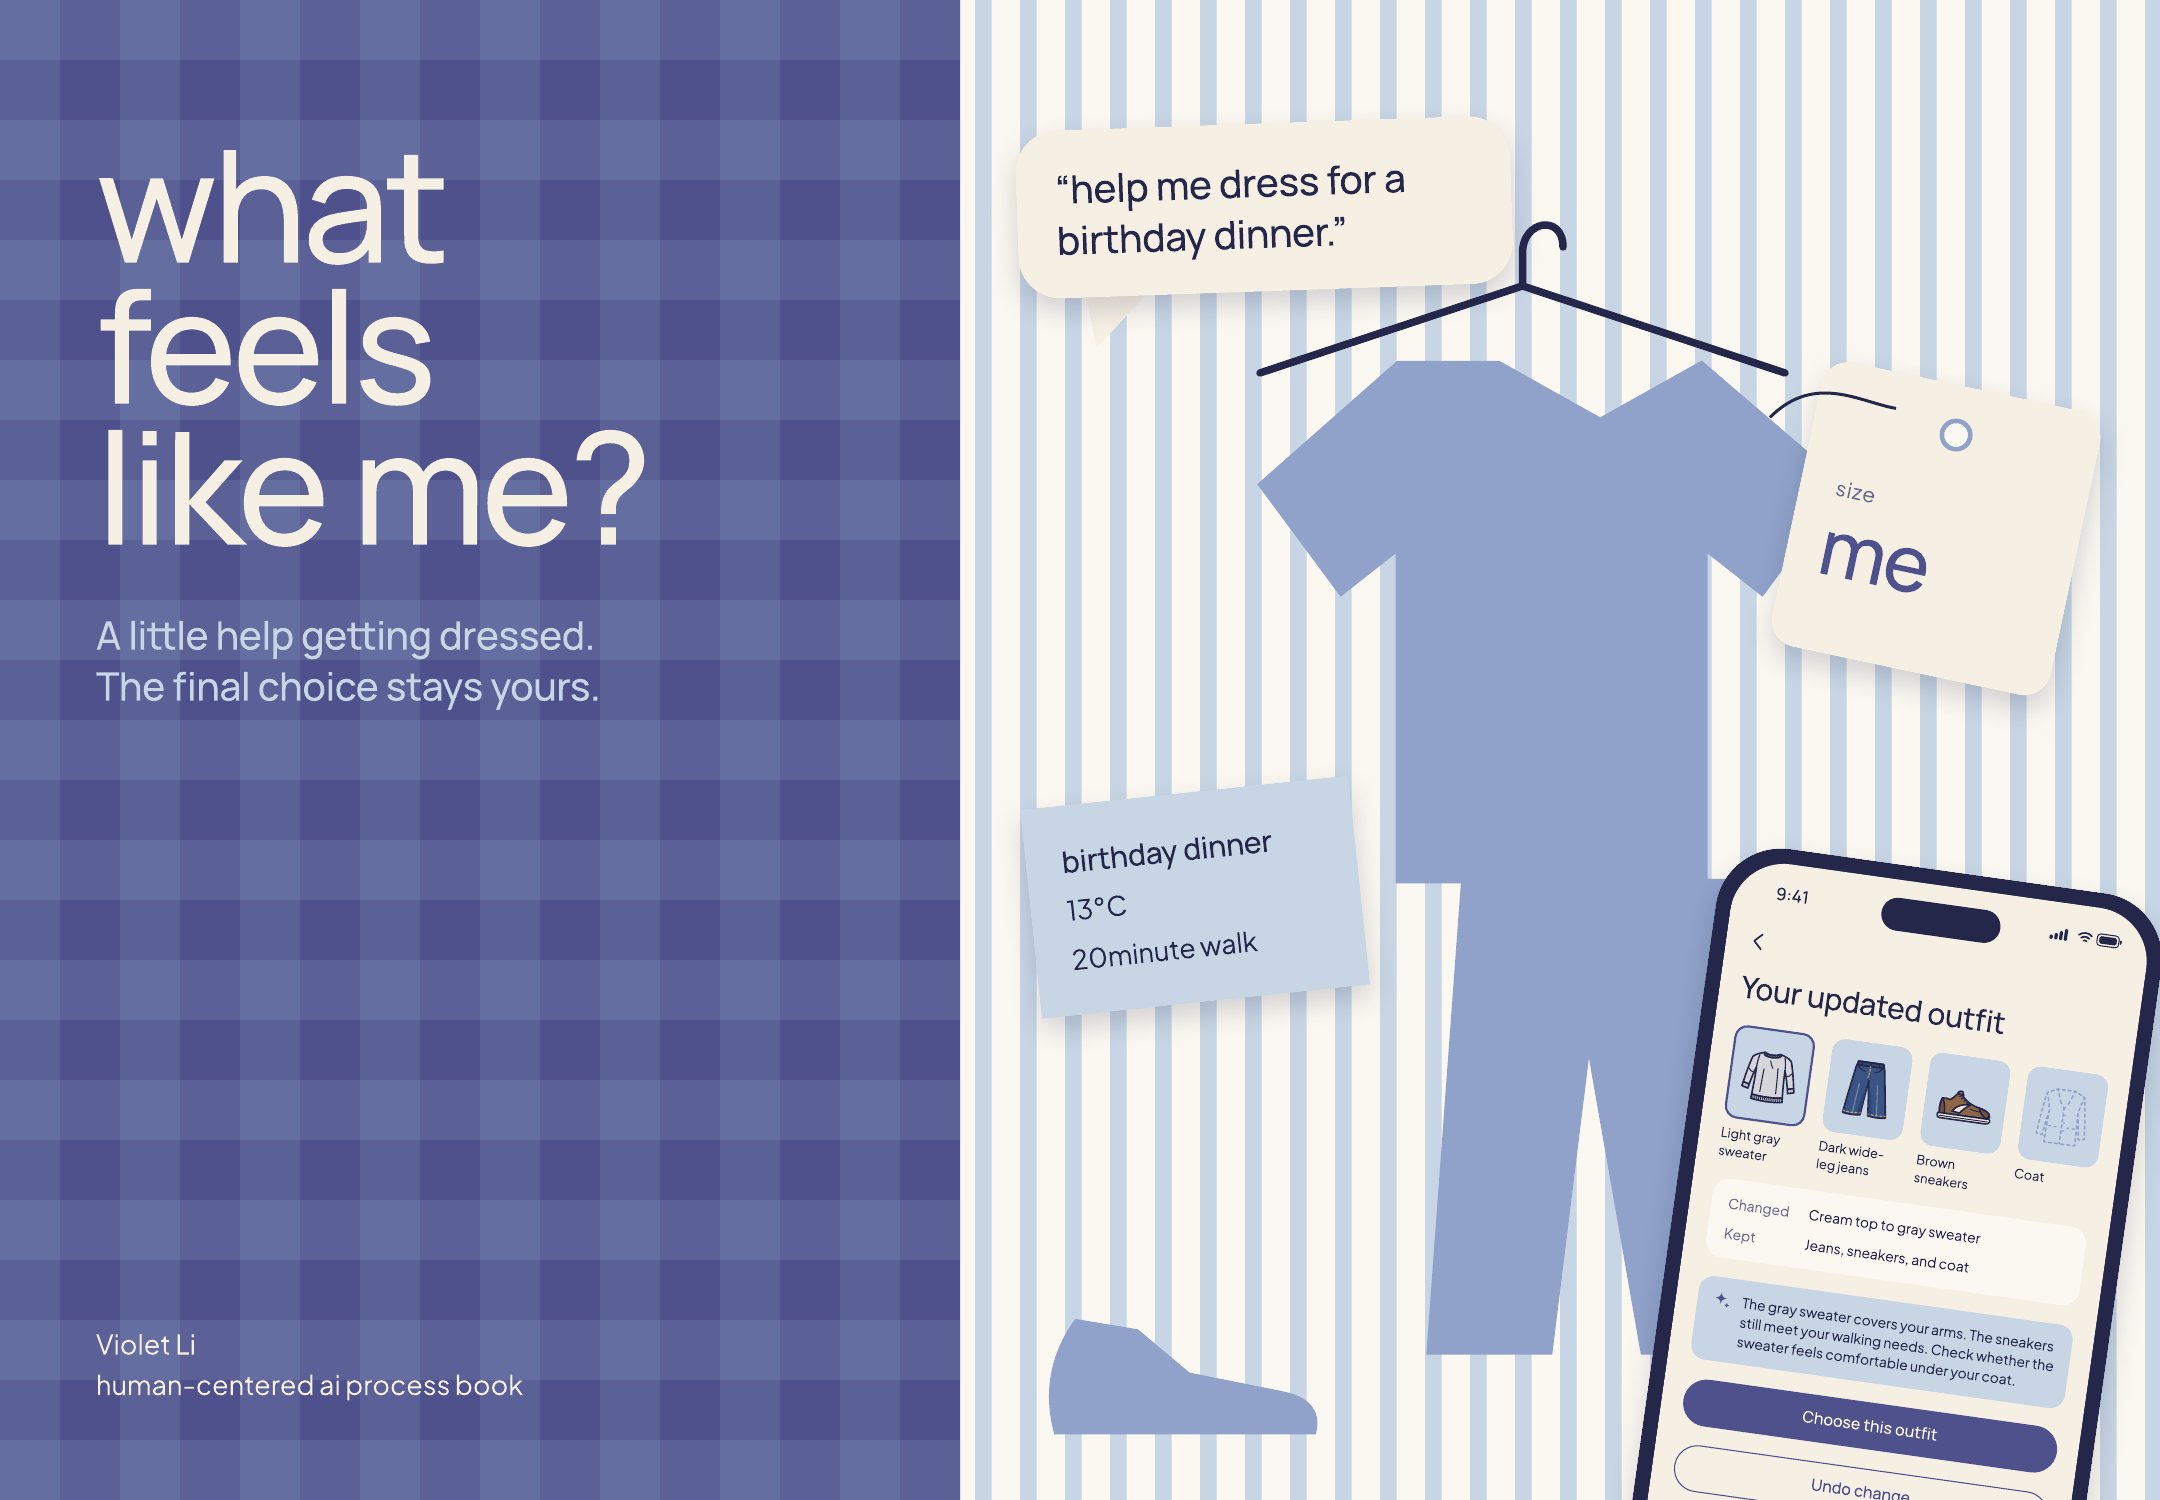 what
feels
like me?
A little help getting dressed.
The final choice stays yours.
Violet Li
human-centered ai process book
“help me dress for a
birthday dinner.”
size
me
birthday dinner
13°C
20minute walk
9:41
Your updated outfit
Light gray
sweater
Dark wide-
leg jeans
Brown
sneakers
Coat
Changed Cream top to gray sweater
Kept Jeans, sneakers, and coat
The gray sweater covers your arms. The sneakers
still meet your walking needs. Check whether the
sweater feels comfortable under your coat.
Choose this outfit
Undo change